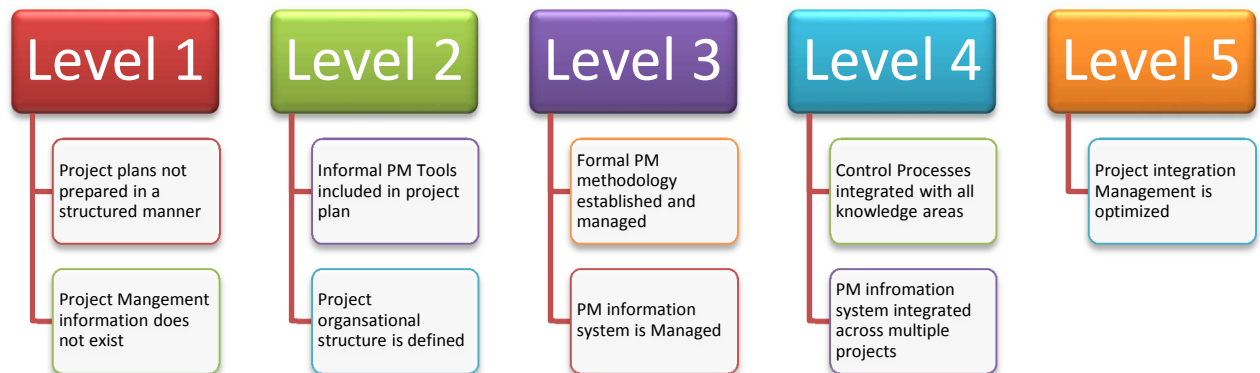 Level 1
Project plans not
prepared in a
structured manner
Project Mangement
information does
not exist
Level 2
Informal PM Tools
included in project
plan
Project
organsational
structure is defined
Level 3
Formal PM
methodology
established and
managed
PM information
system is Managed
Level 4
Control Processes
integrated with all
knowledge areas
PM infromation
system integrated
across multiple
projects
Level 5
Project integration
Management is
optimized